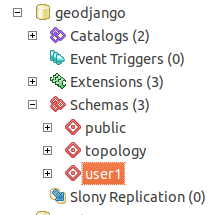 geodjango
Catalogs (2)
Event Triggers (0)
Extensions (3)
Schemas (3)
public
topology
user1
Slony Replication (0)